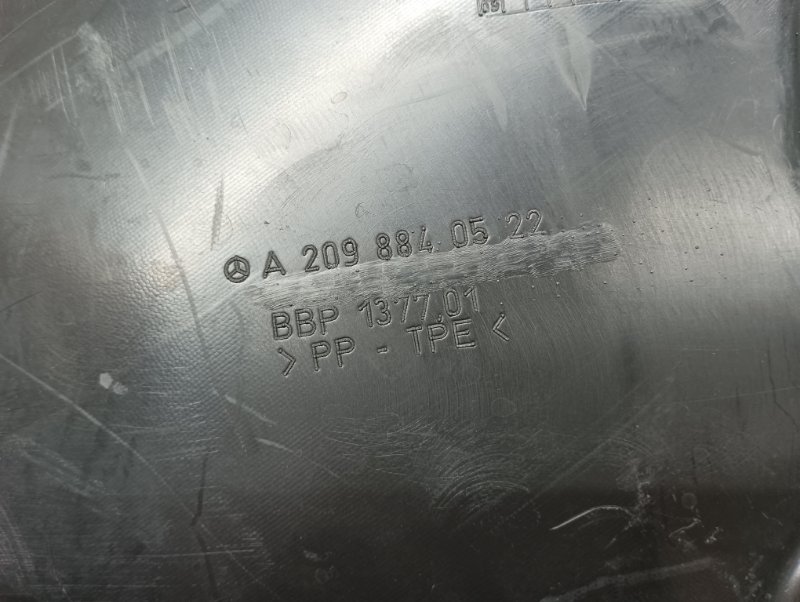 A 209 884 05 22
BBP 1377.01
> PP - TPE <